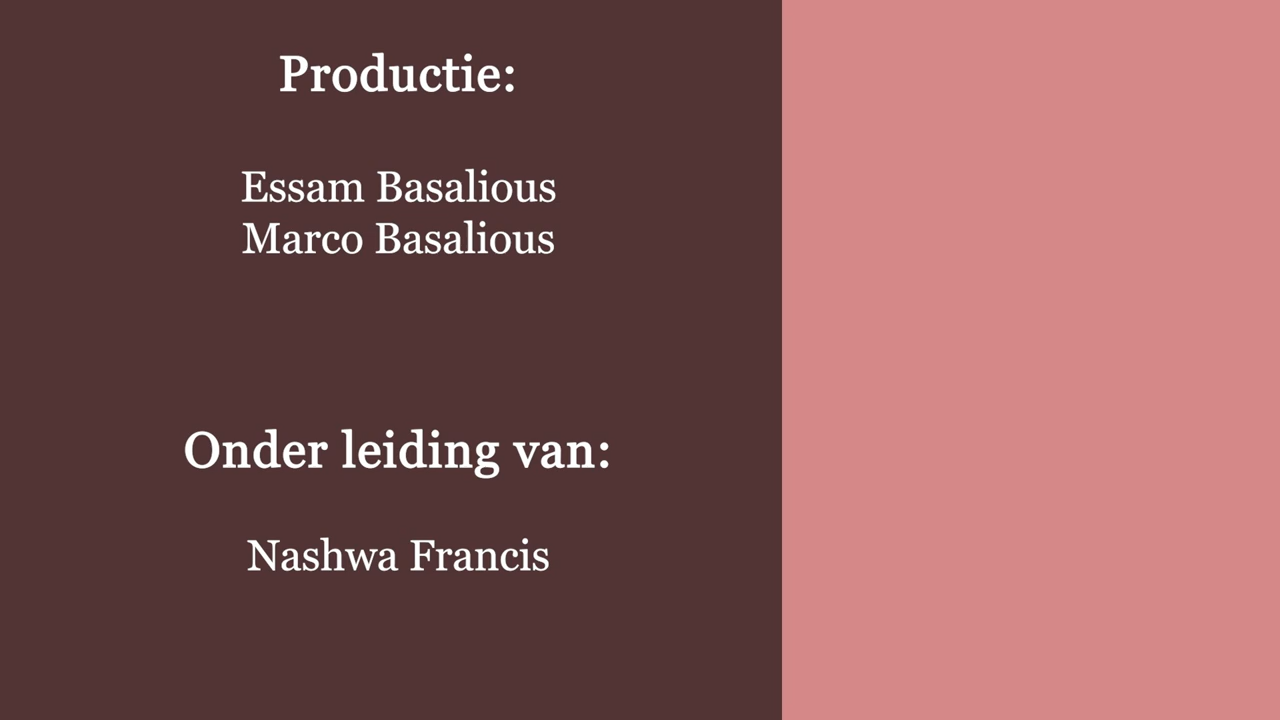 Productie:
Essam Basalious
Marco Basalious
Onder leiding van:
Nashwa Francis